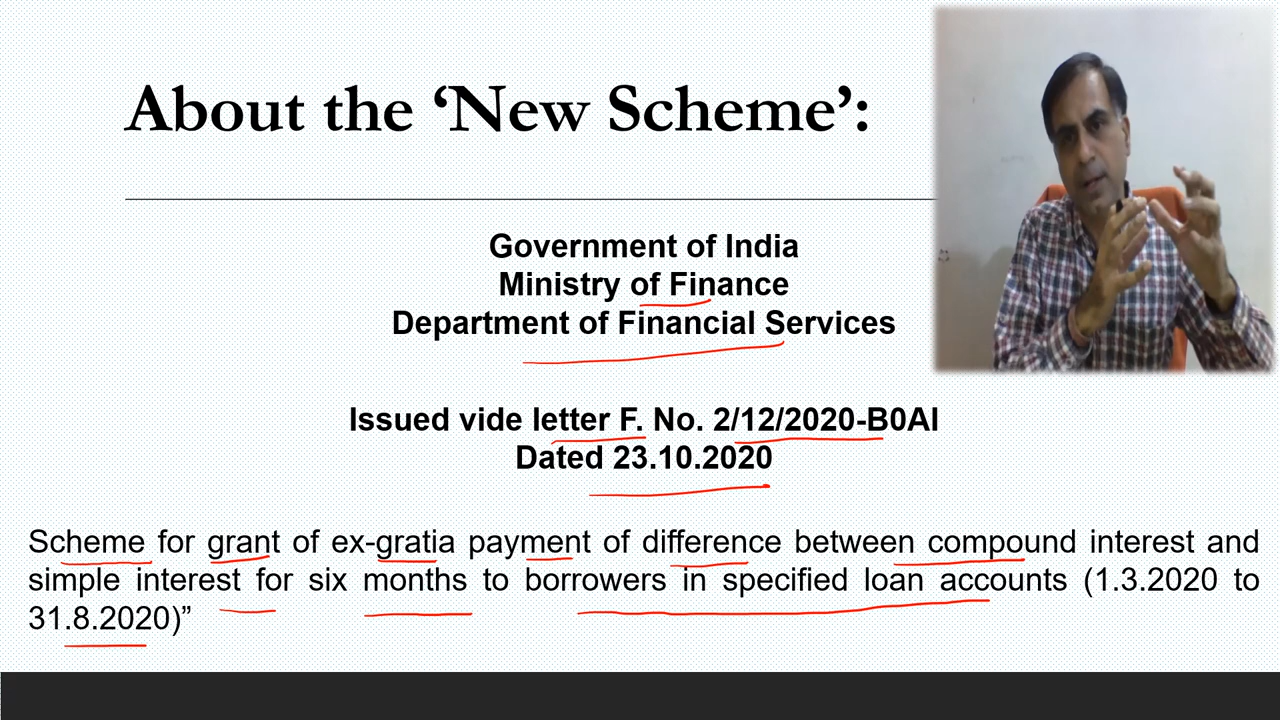 About the ‘New Scheme’:
Government of India
Ministry of Finance
Department of Financial Services
Issued vide letter F. No. 2/12/2020-B0AI
Dated 23.10.2020
Scheme for grant of ex-gratia payment of difference between compound interest and
simple interest for six months to borrowers in specified loan accounts (1.3.2020 to
31.8.2020)”